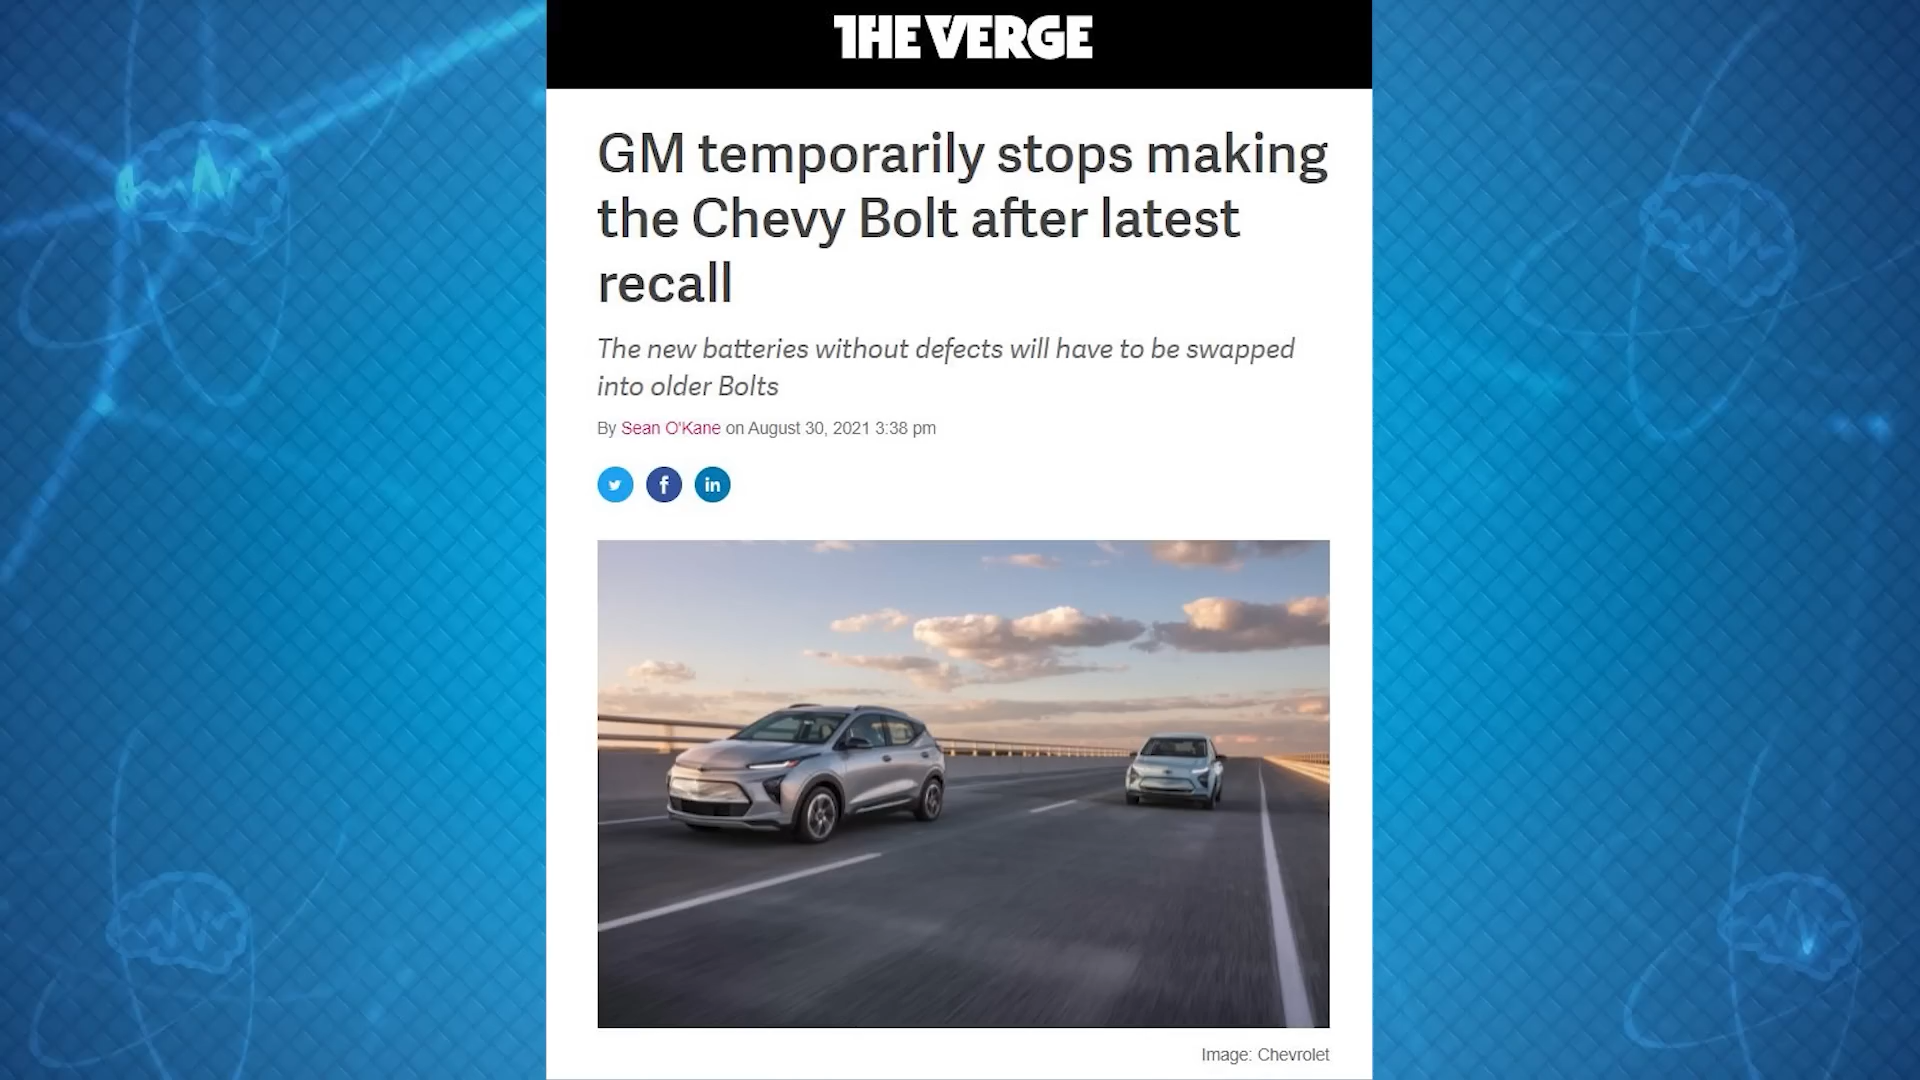 THE VERGE
GM temporarily stops making
the Chevy Bolt after latest
recall
The new batteries without defects will have to be swapped
into older Bolts
By Sean O'Kane on August 30, 2021 3:38 pm
f
in
Image: Chevrolet